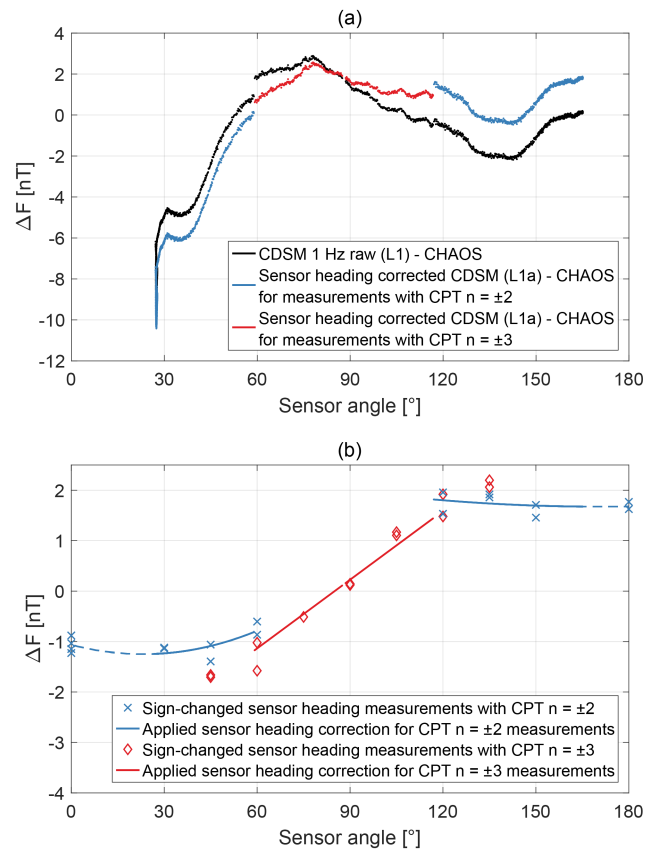 (a)
4
2
0
-2
-4
-6
-8
-10
-12
ΔF [nT]
CDSM 1 Hz raw (L1) - CHAOS
Sensor heading corrected CDSM (L1a) - CHAOS
for measurements with CPT n = ±2
Sensor heading corrected CDSM (L1a) - CHAOS
for measurements with CPT n = ±3
0 30 60 90 120 150 180
Sensor angle [°]
(b)
2
1
0
-1
-2
-3
-4
ΔF [nT]
Sign-changed sensor heading measurements with CPT n = ±2
Applied sensor heading correction for CPT n = ±2 measurements
Sign-changed sensor heading measurements with CPT n = ±3
Applied sensor heading correction for CPT n = ±3 measurements
0 30 60 90 120 150 180
Sensor angle [°]